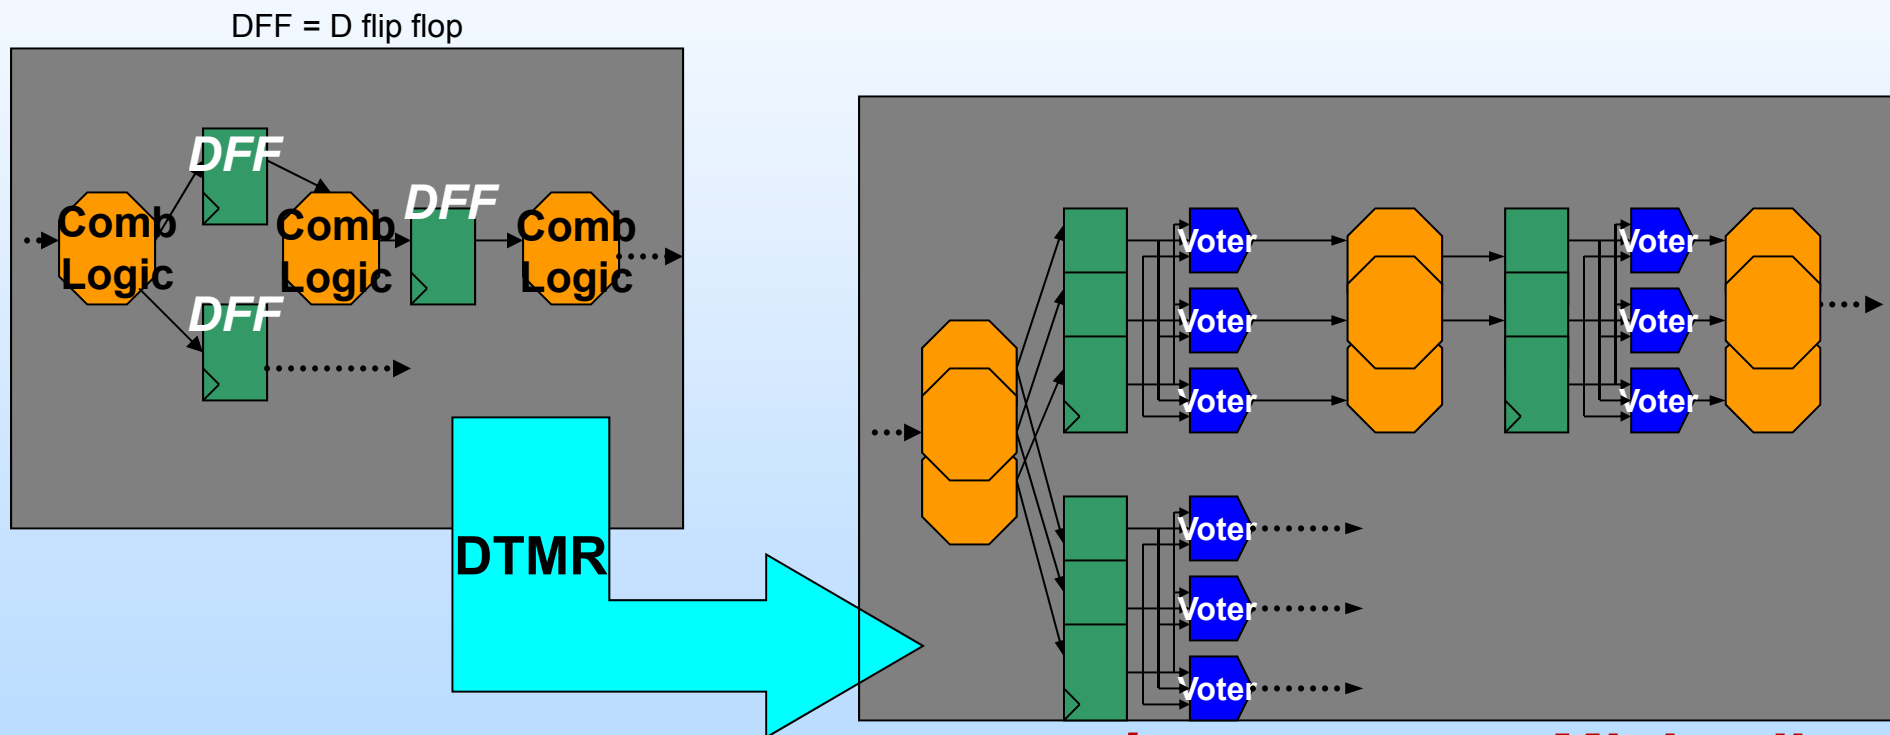 DFF = D flip flop
DFF
DFF
Comb
Logic
Comb
Logic
Comb
Logic
DFF
DTMR
Voter
Voter
Voter
Voter
Voter
Voter
Voter
Voter
Voter